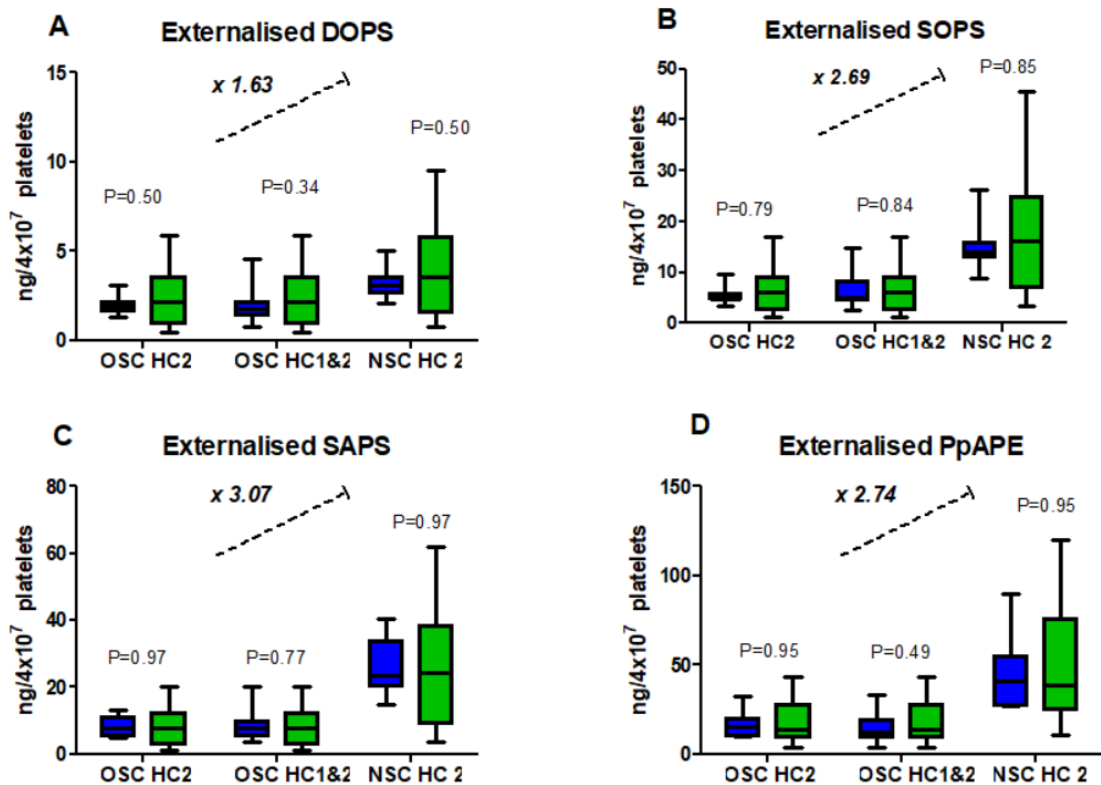 A
Externalised DOPS
x 1.63
P=0.50
P=0.34
P=0.50
15
10
5
0
ng/4x10⁷ platelets
OSC HC2 OSC HC1&2 NSC HC 2
B
Externalised SOPS
x 2.69
P=0.85
P=0.79
P=0.84
50
40
30
20
10
0
ng/4x10⁷ platelets
OSC HC2 OSC HC1&2 NSC HC 2
C
Externalised SAPS
x 3.07
P=0.97
P=0.97
P=0.77
80
60
40
20
0
ng/4x10⁷ platelets
OSC HC2 OSC HC1&2 NSC HC 2
D
Externalised PpAPE
x 2.74
P=0.95
P=0.95
P=0.49
150
100
50
0
ng/4x10⁷ platelets
OSC HC2 OSC HC1&2 NSC HC 2